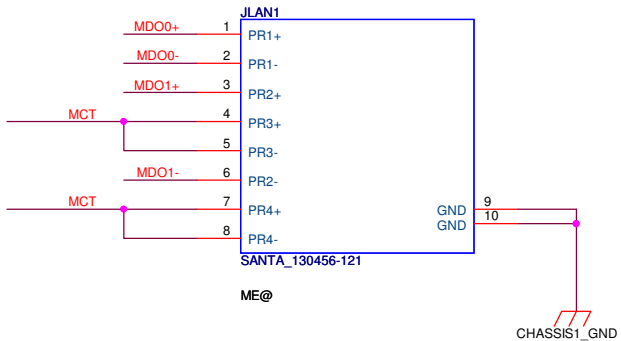 JLAN1
MDO0+ 1 PR1+
MDO0- 2 PR1-
MDO1+ 3 PR2+
MCT 4 PR3+
5 PR3-
MDO1- 6 PR2-
MCT 7 PR4+ GND 9
GND 10
8 PR4-
SANTA_130456-121
ME@
CHASSIS1_GND